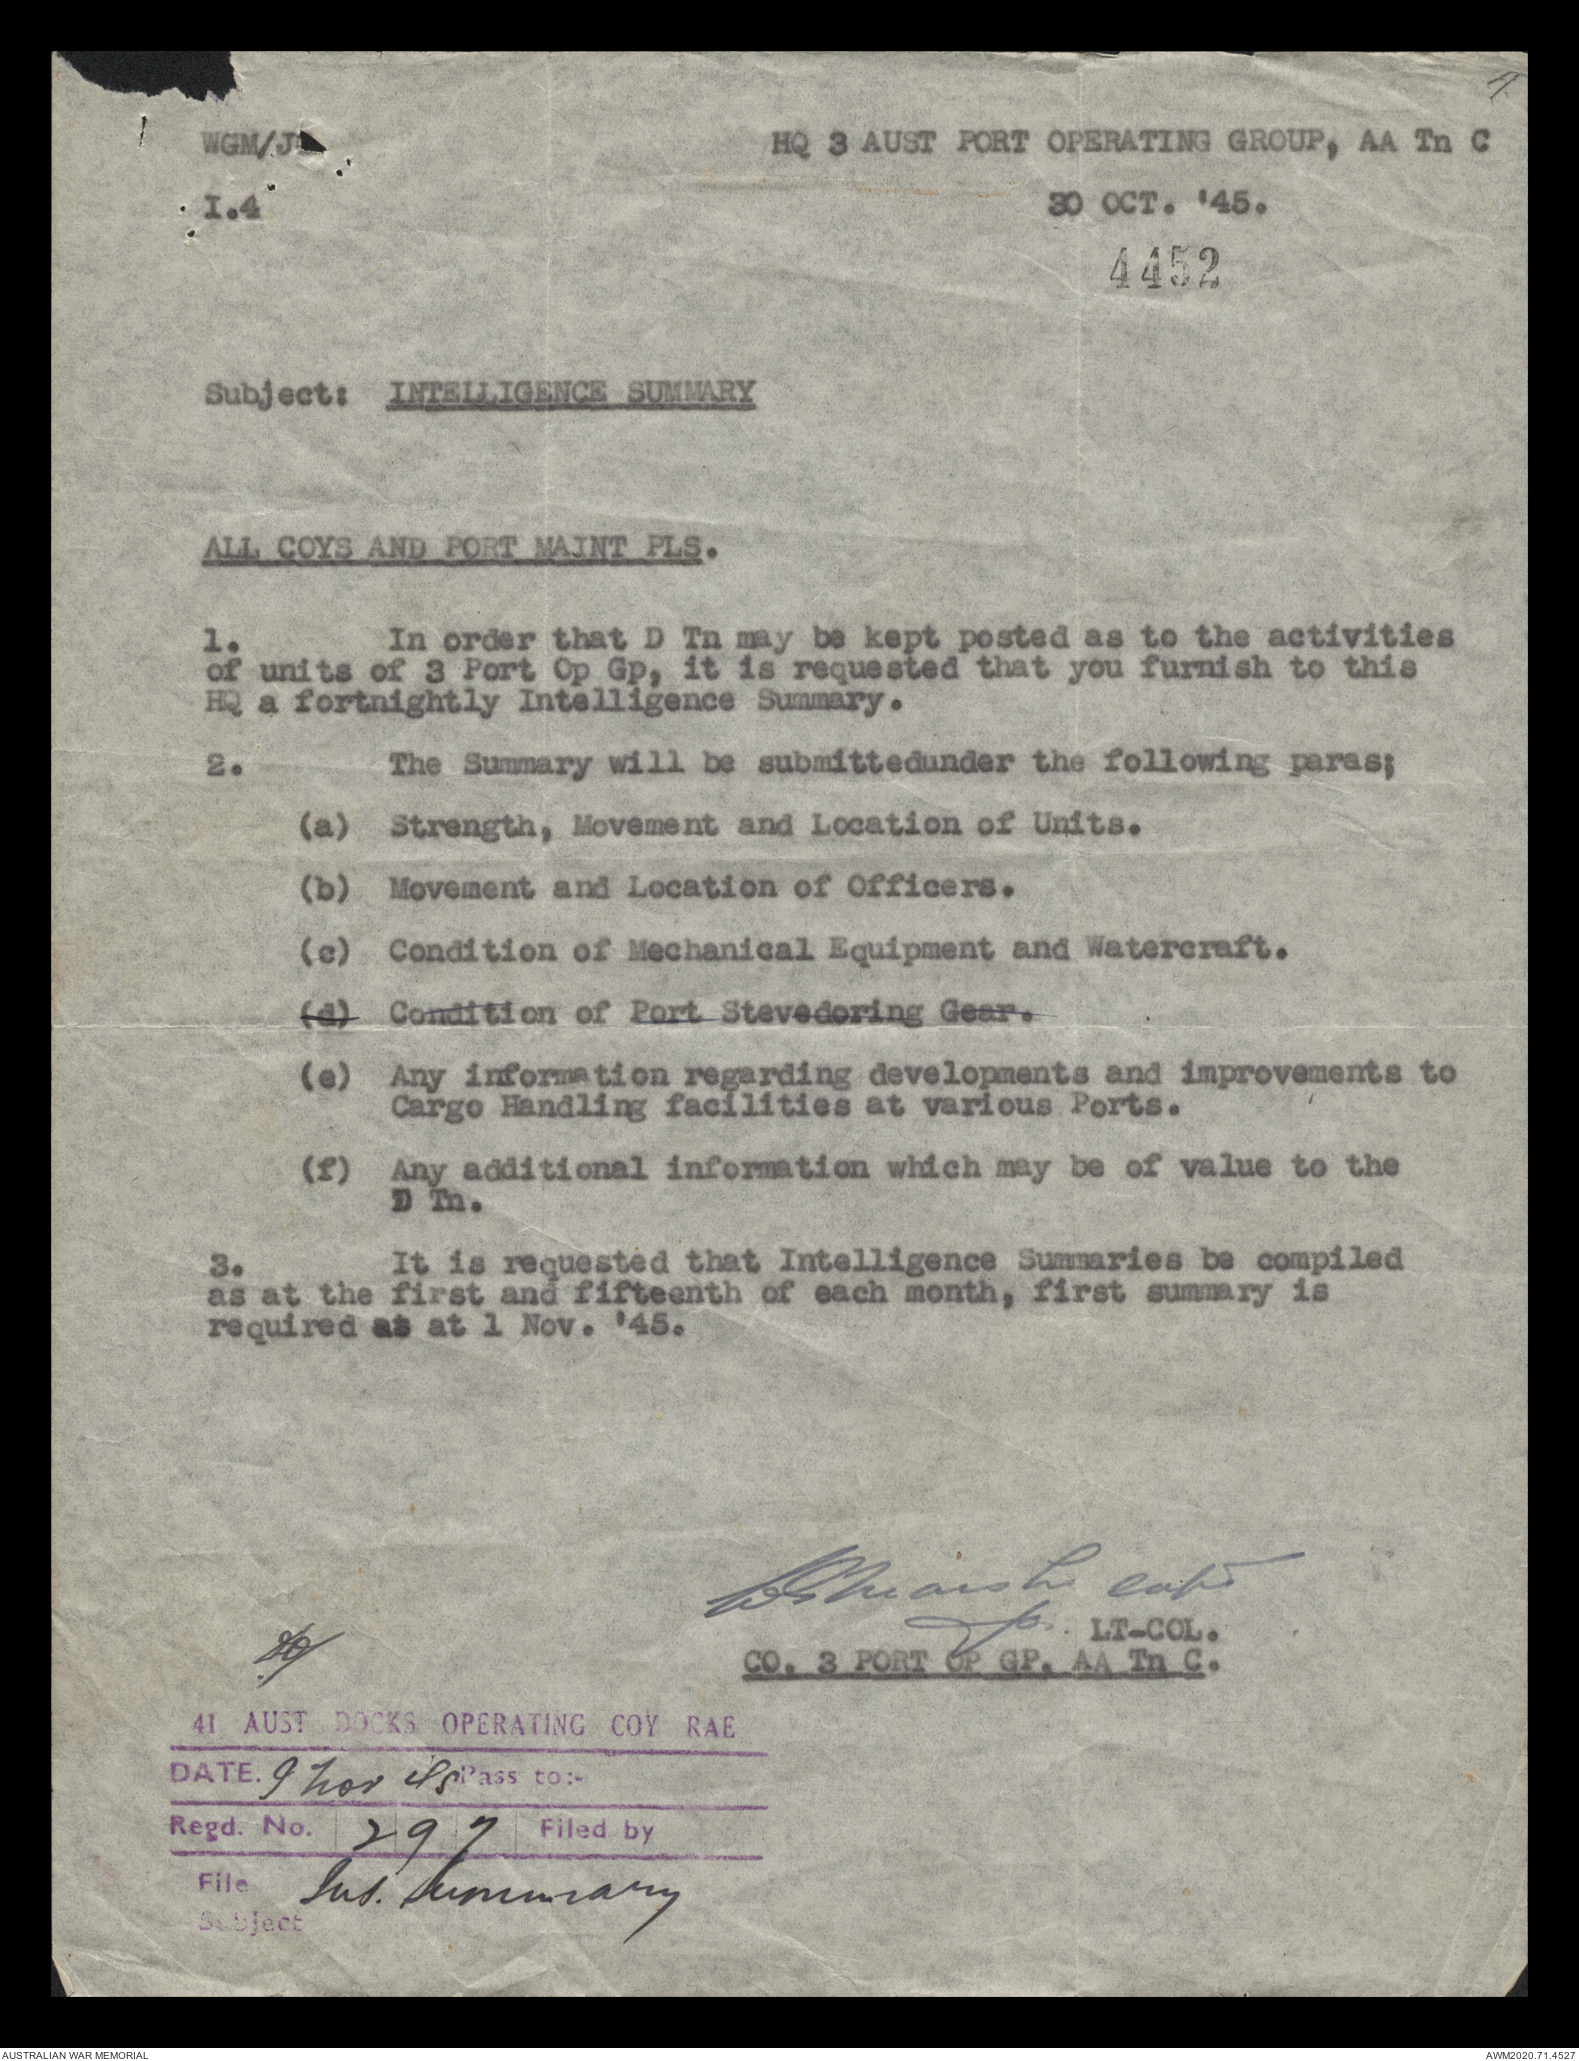 WGM/J
HQ 3 AUST PORT OPERATING GROUP, AA Tn C
I.4
30 OCT. '45.
4452
Subject: INTELLIGENCE SUMMARY
ALL COYS AND PORT MAINT PLS.
1. In order that D Tn may be kept posted as to the activities
of units of 3 Port Op Gp, it is requested that you furnish to this
HQ a fortnightly Intelligence Summary.
2. The Summary will be submittedunder the following paras;
(a) Strength, Movement and Location of Units.
(b) Movement and Location of Officers.
(c) Condition of Mechanical Equipment and Watercraft.
(d) Condition of Port Stevedoring Gear.
(e) Any information regarding developments and improvements to
Cargo Handling facilities at various Ports.
(f) Any additional information which may be of value to the
D Tn.
3. It is requested that Intelligence Summaries be compiled
as at the first and fifteenth of each month, first summary is
required as at 1 Nov. '45.
Capt
LT-COL.
CO. 3 PORT OP GP. AA Tn C.
41 AUST DOCKS OPERATING COY RAE
DATE. 9 Nov 45 Pass to:-
Regd. No. 297 Filed by
File Int. Summary
Subject
AUSTRALIAN WAR MEMORIAL
AWM2020.71.4527